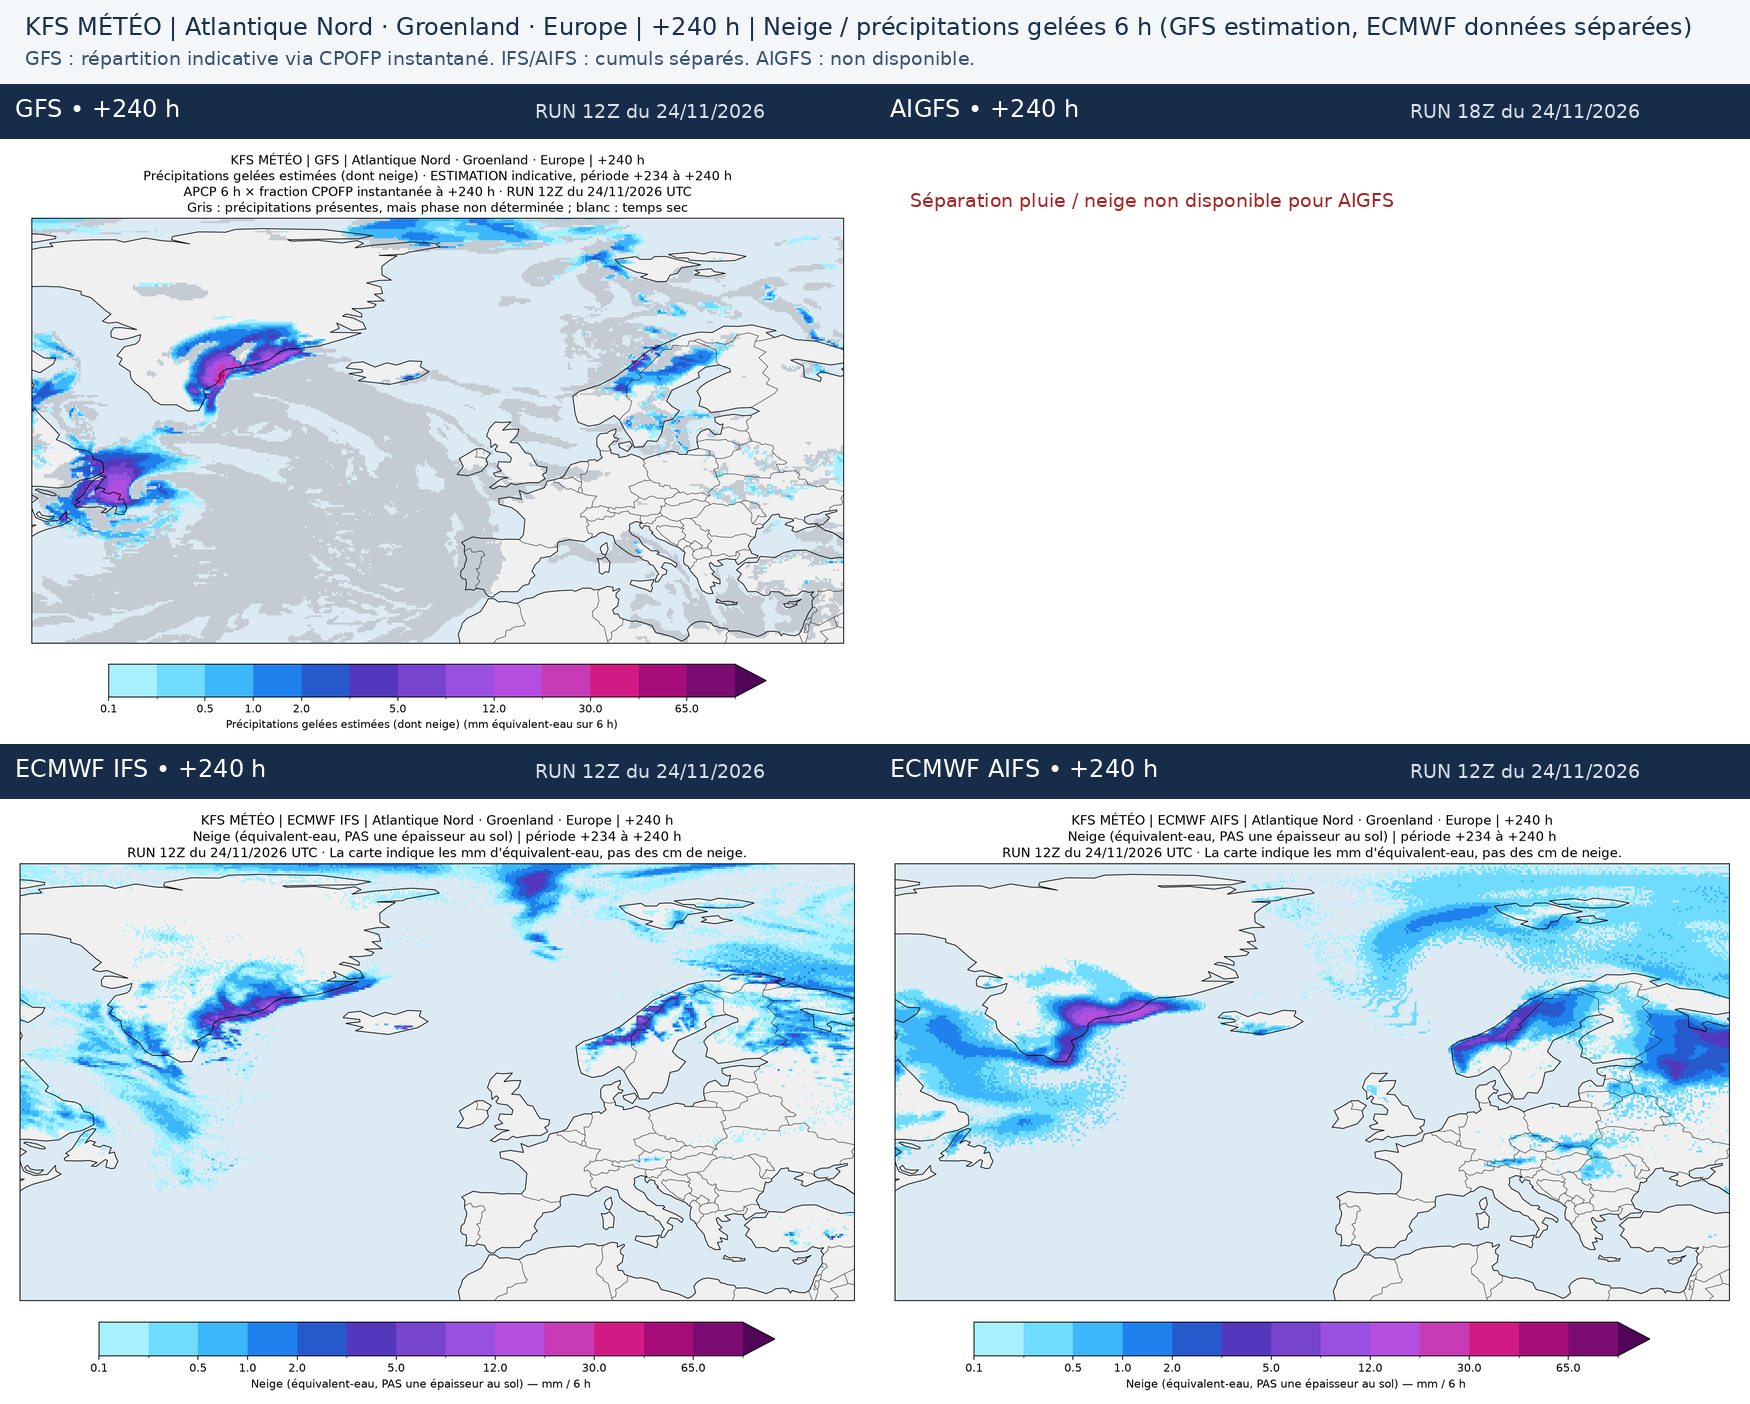 KFS MÉTÉO | Atlantique Nord · Groenland · Europe | +240 h | Neige / précipitations gelées 6 h (GFS estimation, ECMWF données séparées)
GFS : répartition indicative via CPOFP instantané. IFS/AIFS : cumuls séparés. AIGFS : non disponible.
GFS • +240 h RUN 12Z du 24/11/2026
KFS MÉTÉO | GFS | Atlantique Nord · Groenland · Europe | +240 h
Précipitations gelées estimées (dont neige) · ESTIMATION indicative, période +234 à +240 h
APCP 6 h × fraction CPOFP instantanée à +240 h · RUN 12Z du 24/11/2026 UTC
Gris : précipitations présentes, mais phase non déterminée ; blanc : temps sec
0.1 0.5 1.0 2.0 5.0 12.0 30.0 65.0
Précipitations gelées estimées (dont neige) (mm équivalent-eau sur 6 h)
AIGFS • +240 h RUN 18Z du 24/11/2026
Séparation pluie / neige non disponible pour AIGFS
ECMWF IFS • +240 h RUN 12Z du 24/11/2026
KFS MÉTÉO | ECMWF IFS | Atlantique Nord · Groenland · Europe | +240 h
Neige (équivalent-eau, PAS une épaisseur au sol) | période +234 à +240 h
RUN 12Z du 24/11/2026 UTC · La carte indique les mm d'équivalent-eau, pas des cm de neige.
0.1 0.5 1.0 2.0 5.0 12.0 30.0 65.0
Neige (équivalent-eau, PAS une épaisseur au sol) — mm / 6 h
ECMWF AIFS • +240 h RUN 12Z du 24/11/2026
KFS MÉTÉO | ECMWF AIFS | Atlantique Nord · Groenland · Europe | +240 h
Neige (équivalent-eau, PAS une épaisseur au sol) | période +234 à +240 h
RUN 12Z du 24/11/2026 UTC · La carte indique les mm d'équivalent-eau, pas des cm de neige.
0.1 0.5 1.0 2.0 5.0 12.0 30.0 65.0
Neige (équivalent-eau, PAS une épaisseur au sol) — mm / 6 h